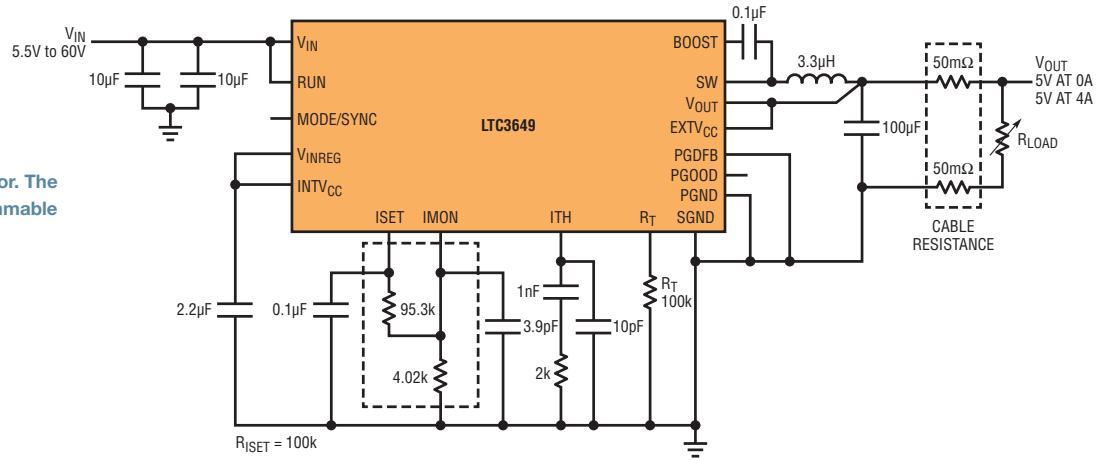 or. The
mmable
VIN
5.5V to 60V
10µF
10µF
VIN
RUN
MODE/SYNC
VINREG
INTVCC
LTC3649
BOOST
SW
VOUT
EXTVCC
PGDFB
PGOOD
PGND
ISET
IMON
ITH
RT
SGND
0.1µF
3.3µH
100µF
50mΩ
50mΩ
CABLE
RESISTANCE
VOUT
5V AT 0A
5V AT 4A
RLOAD
2.2µF
0.1µF
95.3k
4.02k
3.9pF
1nF
2k
10pF
RT
100k
RISET = 100k